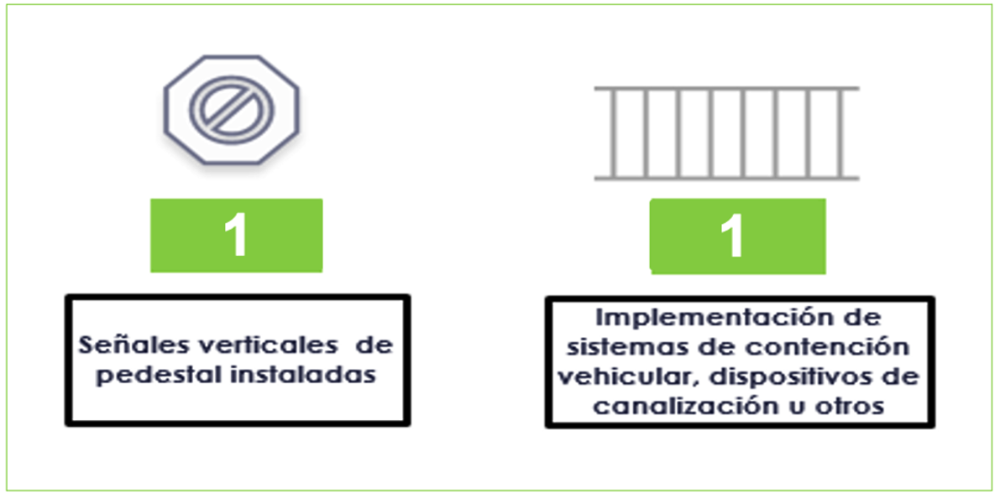 1
Señales verticales de
pedestal instaladas
1
Implementación de
sistemas de contención
vehicular, dispositivos de
canalización u otros